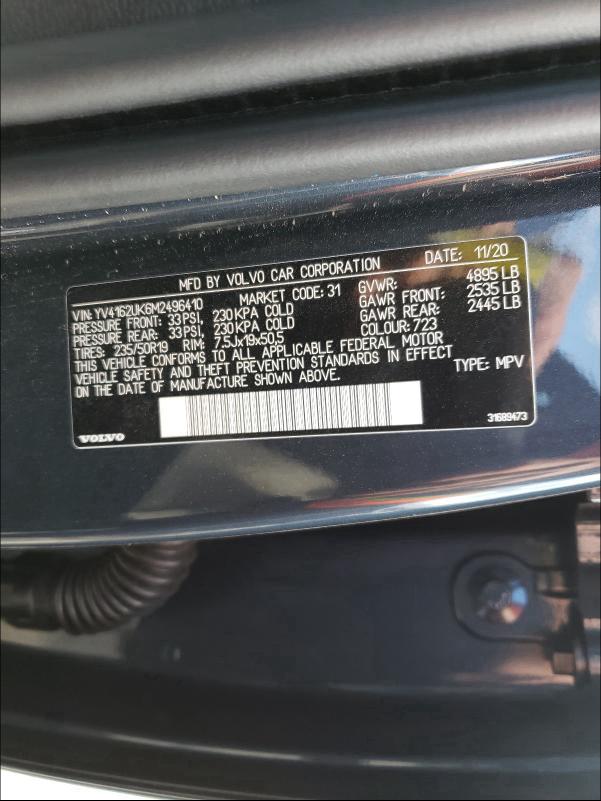 MFD BY VOLVO CAR CORPORATION DATE: 11/20
VIN: YV4162UK6M2496410 MARKET CODE: 31 GVWR: 4895 LB
PRESSURE FRONT: 33 PSI, 230 KPA COLD GAWR FRONT: 2535 LB
PRESSURE REAR: 33 PSI, 230 KPA COLD GAWR REAR: 2445 LB
TIRES: 235/50R19 RIM: 7.5Jx19x50,5 COLOUR: 723
THIS VEHICLE CONFORMS TO ALL APPLICABLE FEDERAL MOTOR
VEHICLE SAFETY AND THEFT PREVENTION STANDARDS IN EFFECT
ON THE DATE OF MANUFACTURE SHOWN ABOVE. TYPE: MPV
VOLVO 31689473